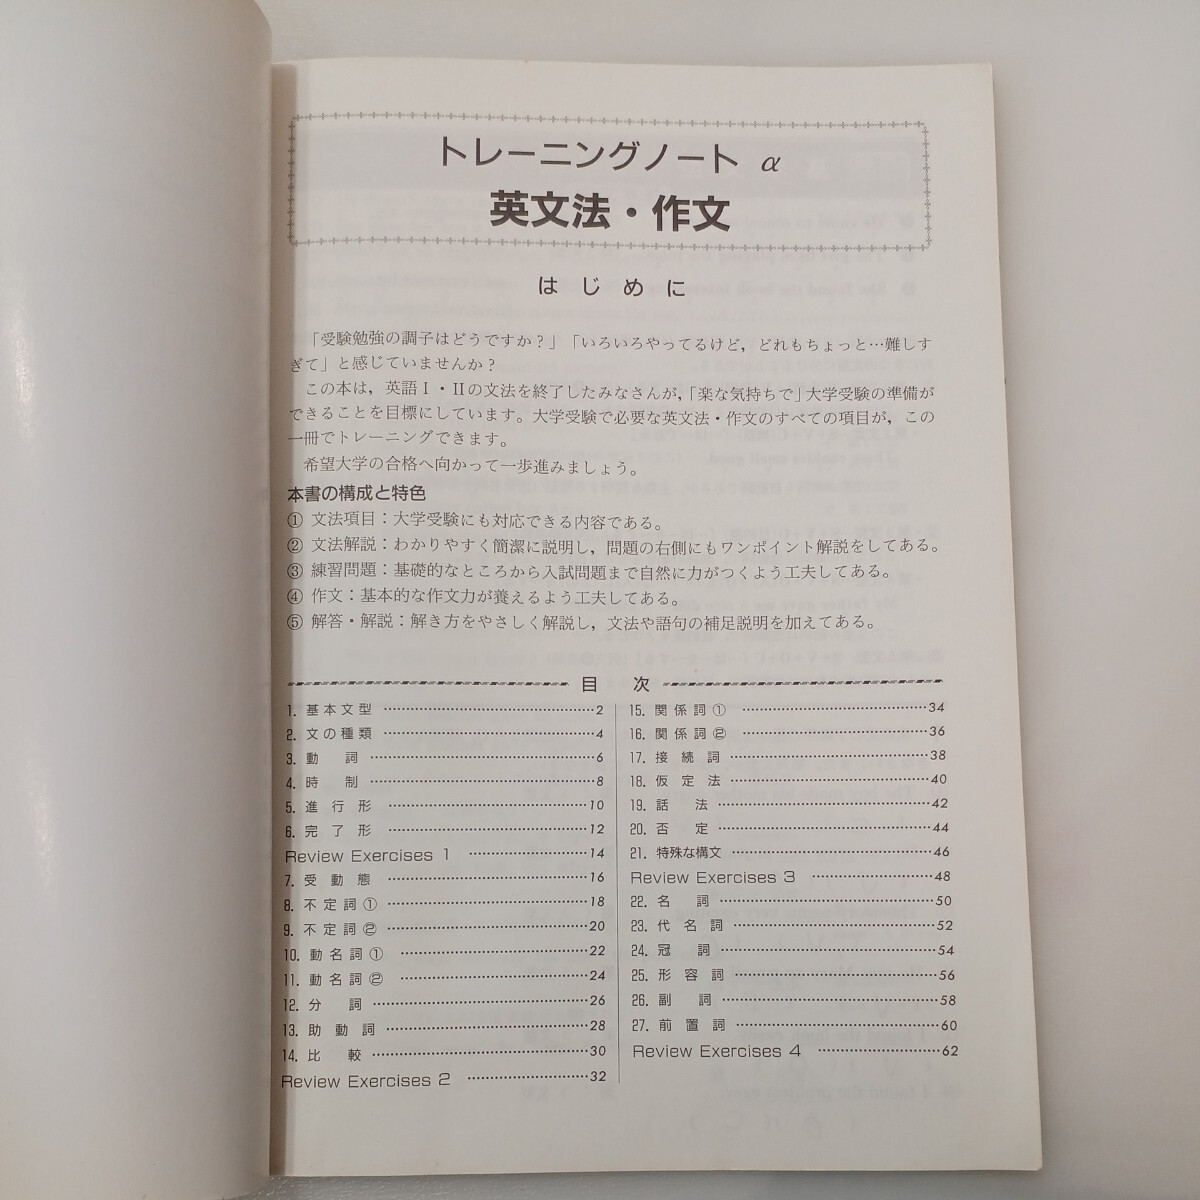 トレーニングノート α
英文法・作文
はじめに
「受験勉強の調子はどうですか?」「いろいろやってるけど，どれもちょっと…難しす
ぎて」と感じていませんか?
この本は，英語Ⅰ・Ⅱの文法を終了したみなさんが，「楽な気持ちで」大学受験の準備が
できることを目標にしています。大学受験で必要な英文法・作文のすべての項目が，この
一冊でトレーニングできます。
希望大学の合格へ向かって一歩進みましょう。
本書の構成と特色
① 文法項目：大学受験にも対応できる内容である。
② 文法解説：わかりやすく簡潔に説明し，問題の右側にもワンポイント解説をしてある。
③ 練習問題：基礎的なところから入試問題まで自然に力がつくよう工夫してある。
④ 作文：基本的な作文力が養えるよう工夫してある。
⑤ 解答・解説：解き方をやさしく解説し，文法や語句の補足説明を加えてある。
目 次
1. 基本文型 ……… 2
2. 文の種類 ……… 4
3. 動 詞 ……… 6
4. 時 制 ……… 8
5. 進行形 ……… 10
6. 完了形 ……… 12
Review Exercises 1 ……… 14
7. 受動態 ……… 16
8. 不定詞① ……… 18
9. 不定詞② ……… 20
10. 動名詞① ……… 22
11. 動名詞② ……… 24
12. 分 詞 ……… 26
13. 助動詞 ……… 28
14. 比 較 ……… 30
Review Exercises 2 ……… 32
15. 関係詞① ……… 34
16. 関係詞② ……… 36
17. 接続詞 ……… 38
18. 仮定法 ……… 40
19. 話 法 ……… 42
20. 否 定 ……… 44
21. 特殊な構文 ……… 46
Review Exercises 3 ……… 48
22. 名 詞 ……… 50
23. 代名詞 ……… 52
24. 冠 詞 ……… 54
25. 形容詞 ……… 56
26. 副 詞 ……… 58
27. 前置詞 ……… 60
Review Exercises 4 ……… 62